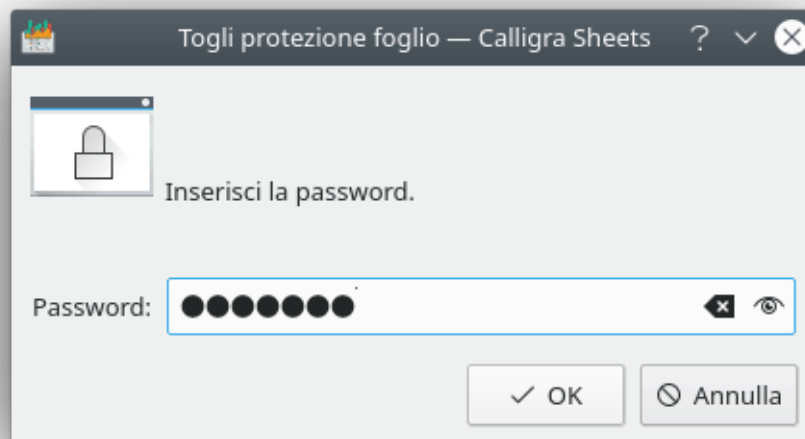 Togli protezione foglio — Calligra Sheets
Inserisci la password.
Password: ●●●●●●●
OK
Annulla